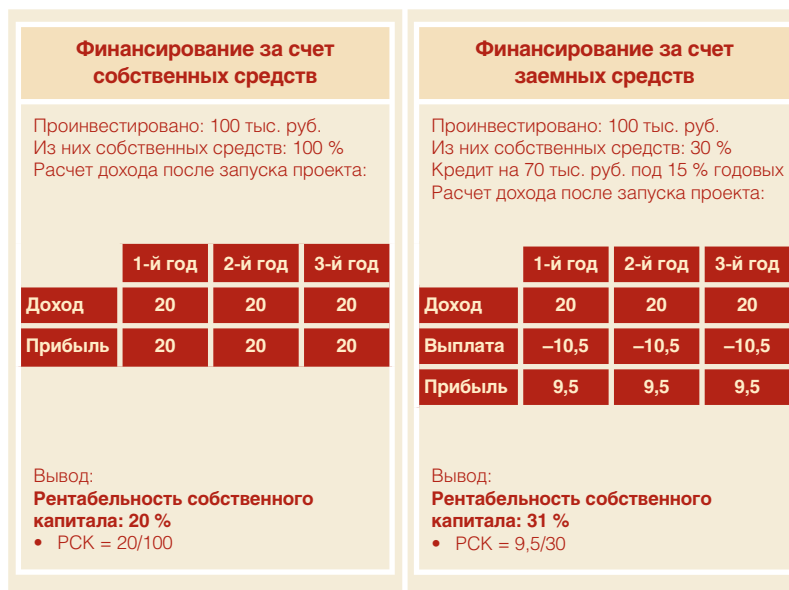 Финансирование за счет
собственных средств
Проинвестировано: 100 тыс. руб.
Из них собственных средств: 100 %
Расчет дохода после запуска проекта:
1-й год 2-й год 3-й год
Доход 20 20 20
Прибыль 20 20 20
Вывод:
Рентабельность собственного
капитала: 20 %
• РСК = 20/100
Финансирование за счет
заемных средств
Проинвестировано: 100 тыс. руб.
Из них собственных средств: 30 %
Кредит на 70 тыс. руб. под 15 % годовых
Расчет дохода после запуска проекта:
1-й год 2-й год 3-й год
Доход 20 20 20
Выплата –10,5 –10,5 –10,5
Прибыль 9,5 9,5 9,5
Вывод:
Рентабельность собственного
капитала: 31 %
• РСК = 9,5/30